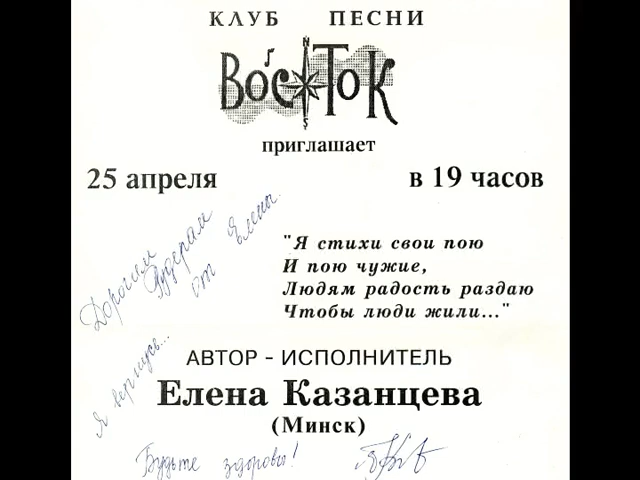 КЛУБ ПЕСНИ
ВОСТОК
приглашает
25 апреля в 19 часов
Дорогим
от Елены.
"Я стихи свои пою
И пою чужие,
Людям радость раздаю
Чтобы люди жили..."
Я вернусь...
АВТОР - ИСПОЛНИТЕЛЬ
Елена Казанцева
(Минск)
Будьте здоровы!